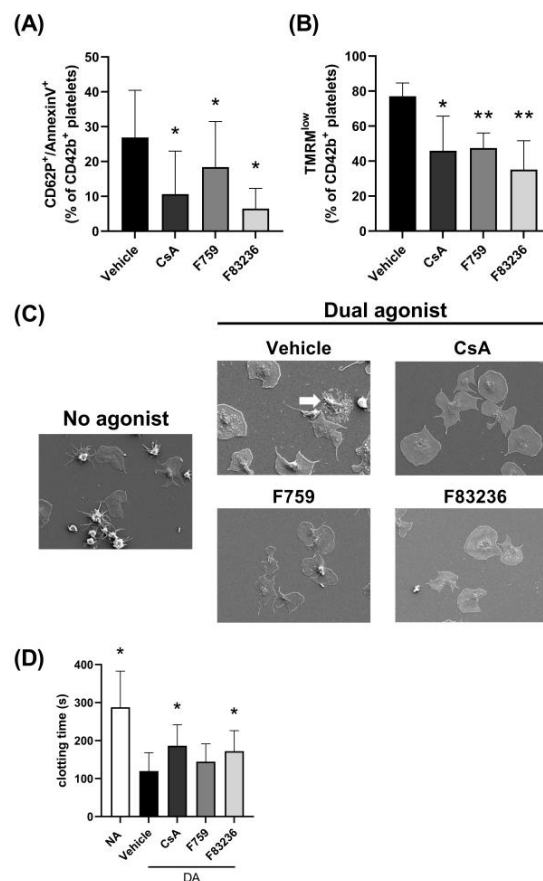 (A)
CD62P⁺/AnnexinV⁺
(% of CD42b⁺ platelets)
50
40
30
20
10
0
*
*
*
Vehicle
CsA
F759
F83236
(B)
TMRMˡᵒʷ
(% of CD42b⁺ platelets)
100
80
60
40
20
0
*
**
**
Vehicle
CsA
F759
F83236
(C)
Dual agonist
Vehicle
CsA
No agonist
F759
F83236
(D)
clotting time (s)
400
300
200
100
0
*
*
*
NA
Vehicle
CsA
F759
F83236
DA